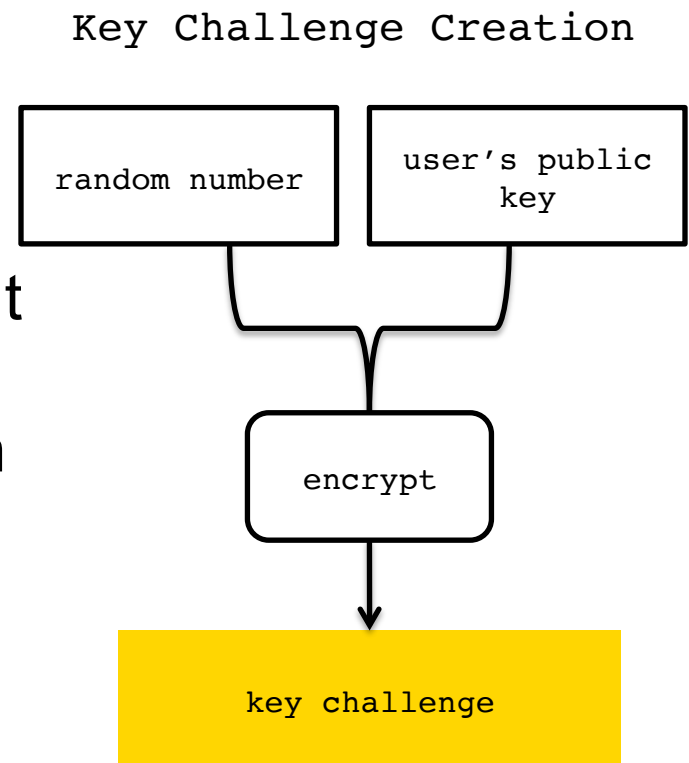 Key Challenge Creation
random number
user's public
key
t
encrypt
key challenge